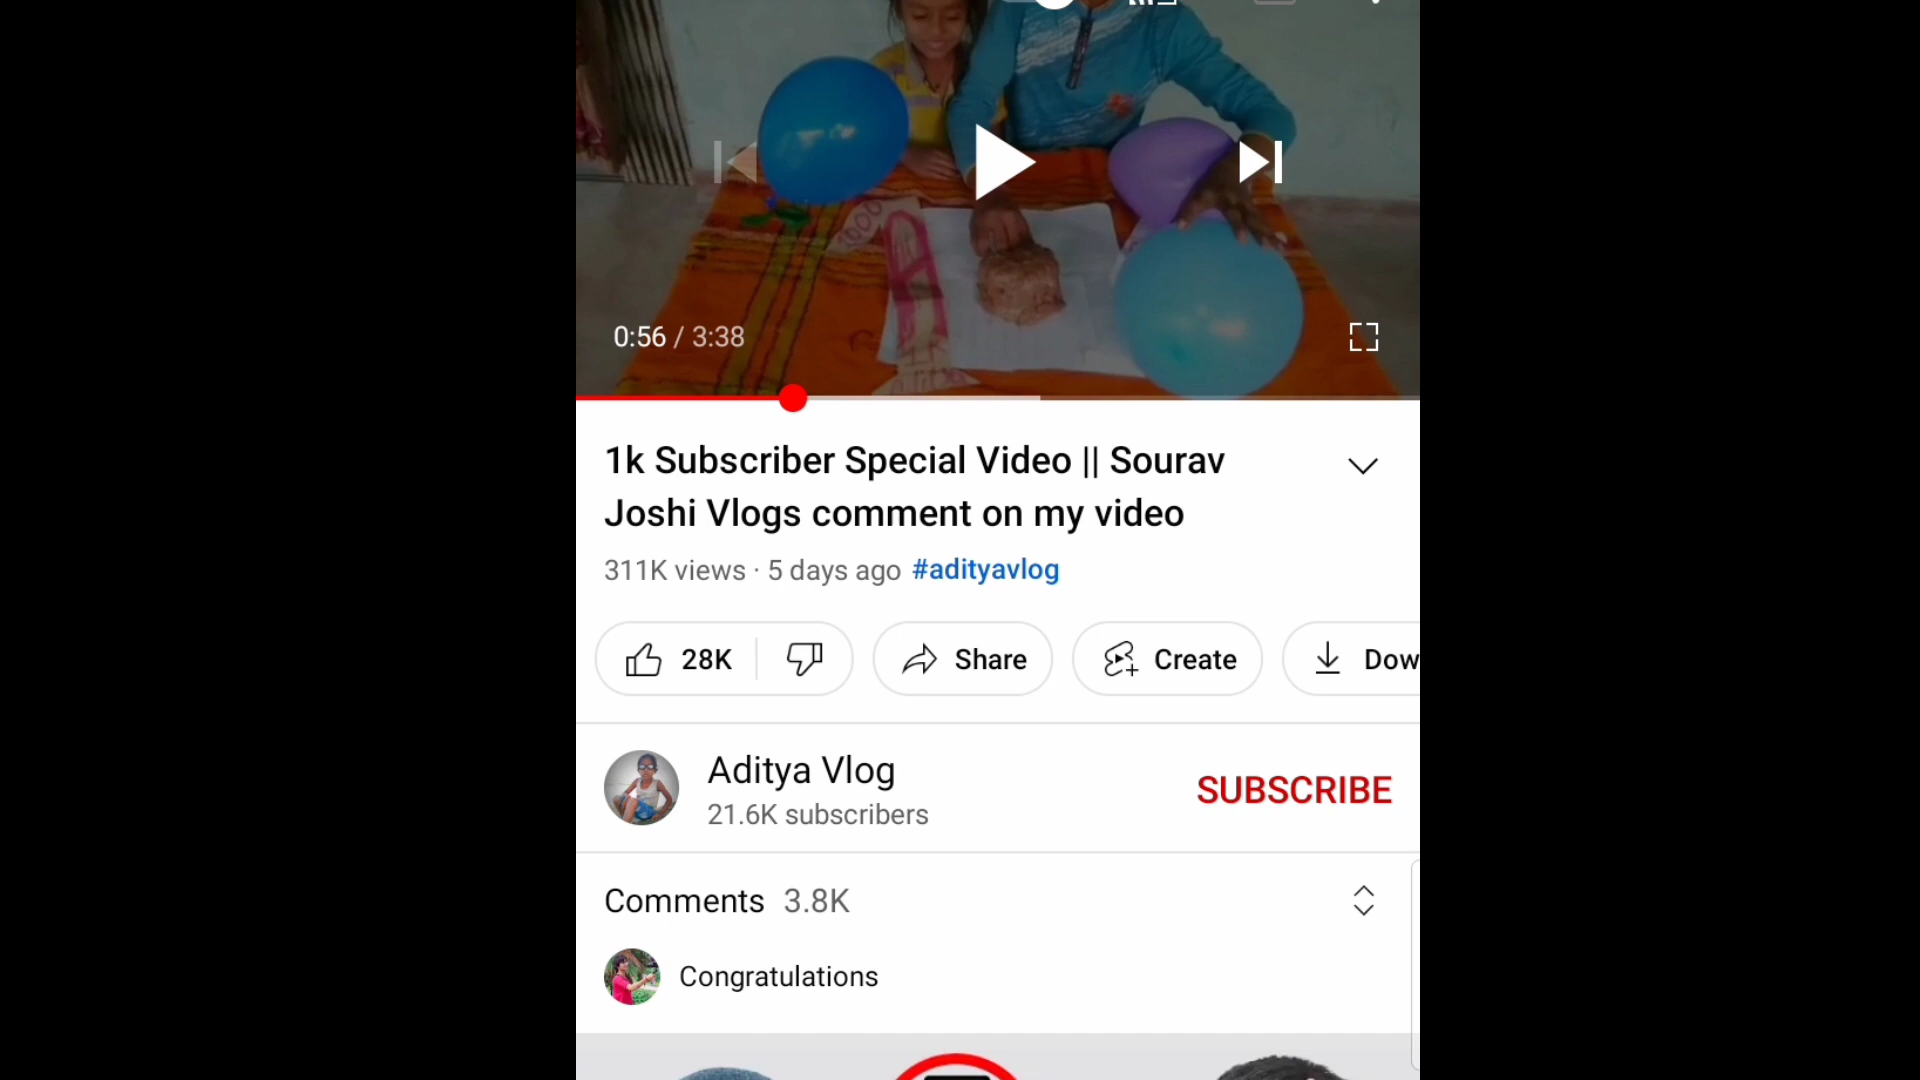 1000
0:56 / 3:38
1k Subscriber Special Video || Sourav
Joshi Vlogs comment on my video
311K views · 5 days ago #adityavlog
28K
Share
Create
Dow
Aditya Vlog
21.6K subscribers
SUBSCRIBE
Comments 3.8K
Congratulations